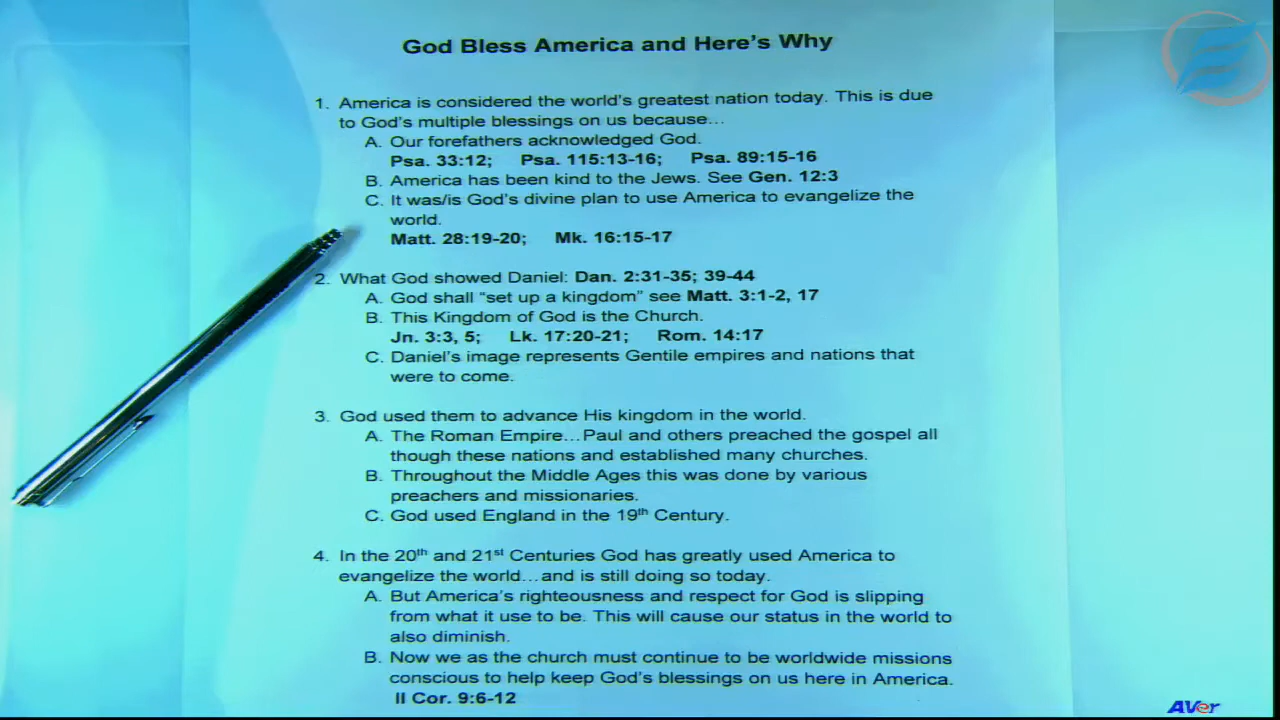 God Bless America and Here's Why
1. America is considered the world's greatest nation today. This is due
to God's multiple blessings on us because…
A. Our forefathers acknowledged God.
Psa. 33:12; Psa. 115:13-16; Psa. 89:15-16
B. America has been kind to the Jews. See Gen. 12:3
C. It was/is God's divine plan to use America to evangelize the
world.
Matt. 28:19-20; Mk. 16:15-17
2. What God showed Daniel: Dan. 2:31-35; 39-44
A. God shall "set up a kingdom" see Matt. 3:1-2, 17
B. This Kingdom of God is the Church.
Jn. 3:3, 5; Lk. 17:20-21; Rom. 14:17
C. Daniel's image represents Gentile empires and nations that
were to come.
3. God used them to advance His kingdom in the world.
A. The Roman Empire…Paul and others preached the gospel all
though these nations and established many churches.
B. Throughout the Middle Ages this was done by various
preachers and missionaries.
C. God used England in the 19th Century.
4. In the 20th and 21st Centuries God has greatly used America to
evangelize the world…and is still doing so today.
A. But America's righteousness and respect for God is slipping
from what it use to be. This will cause our status in the world to
also diminish.
B. Now we as the church must continue to be worldwide missions
conscious to help keep God's blessings on us here in America.
II Cor. 9:6-12
AVer